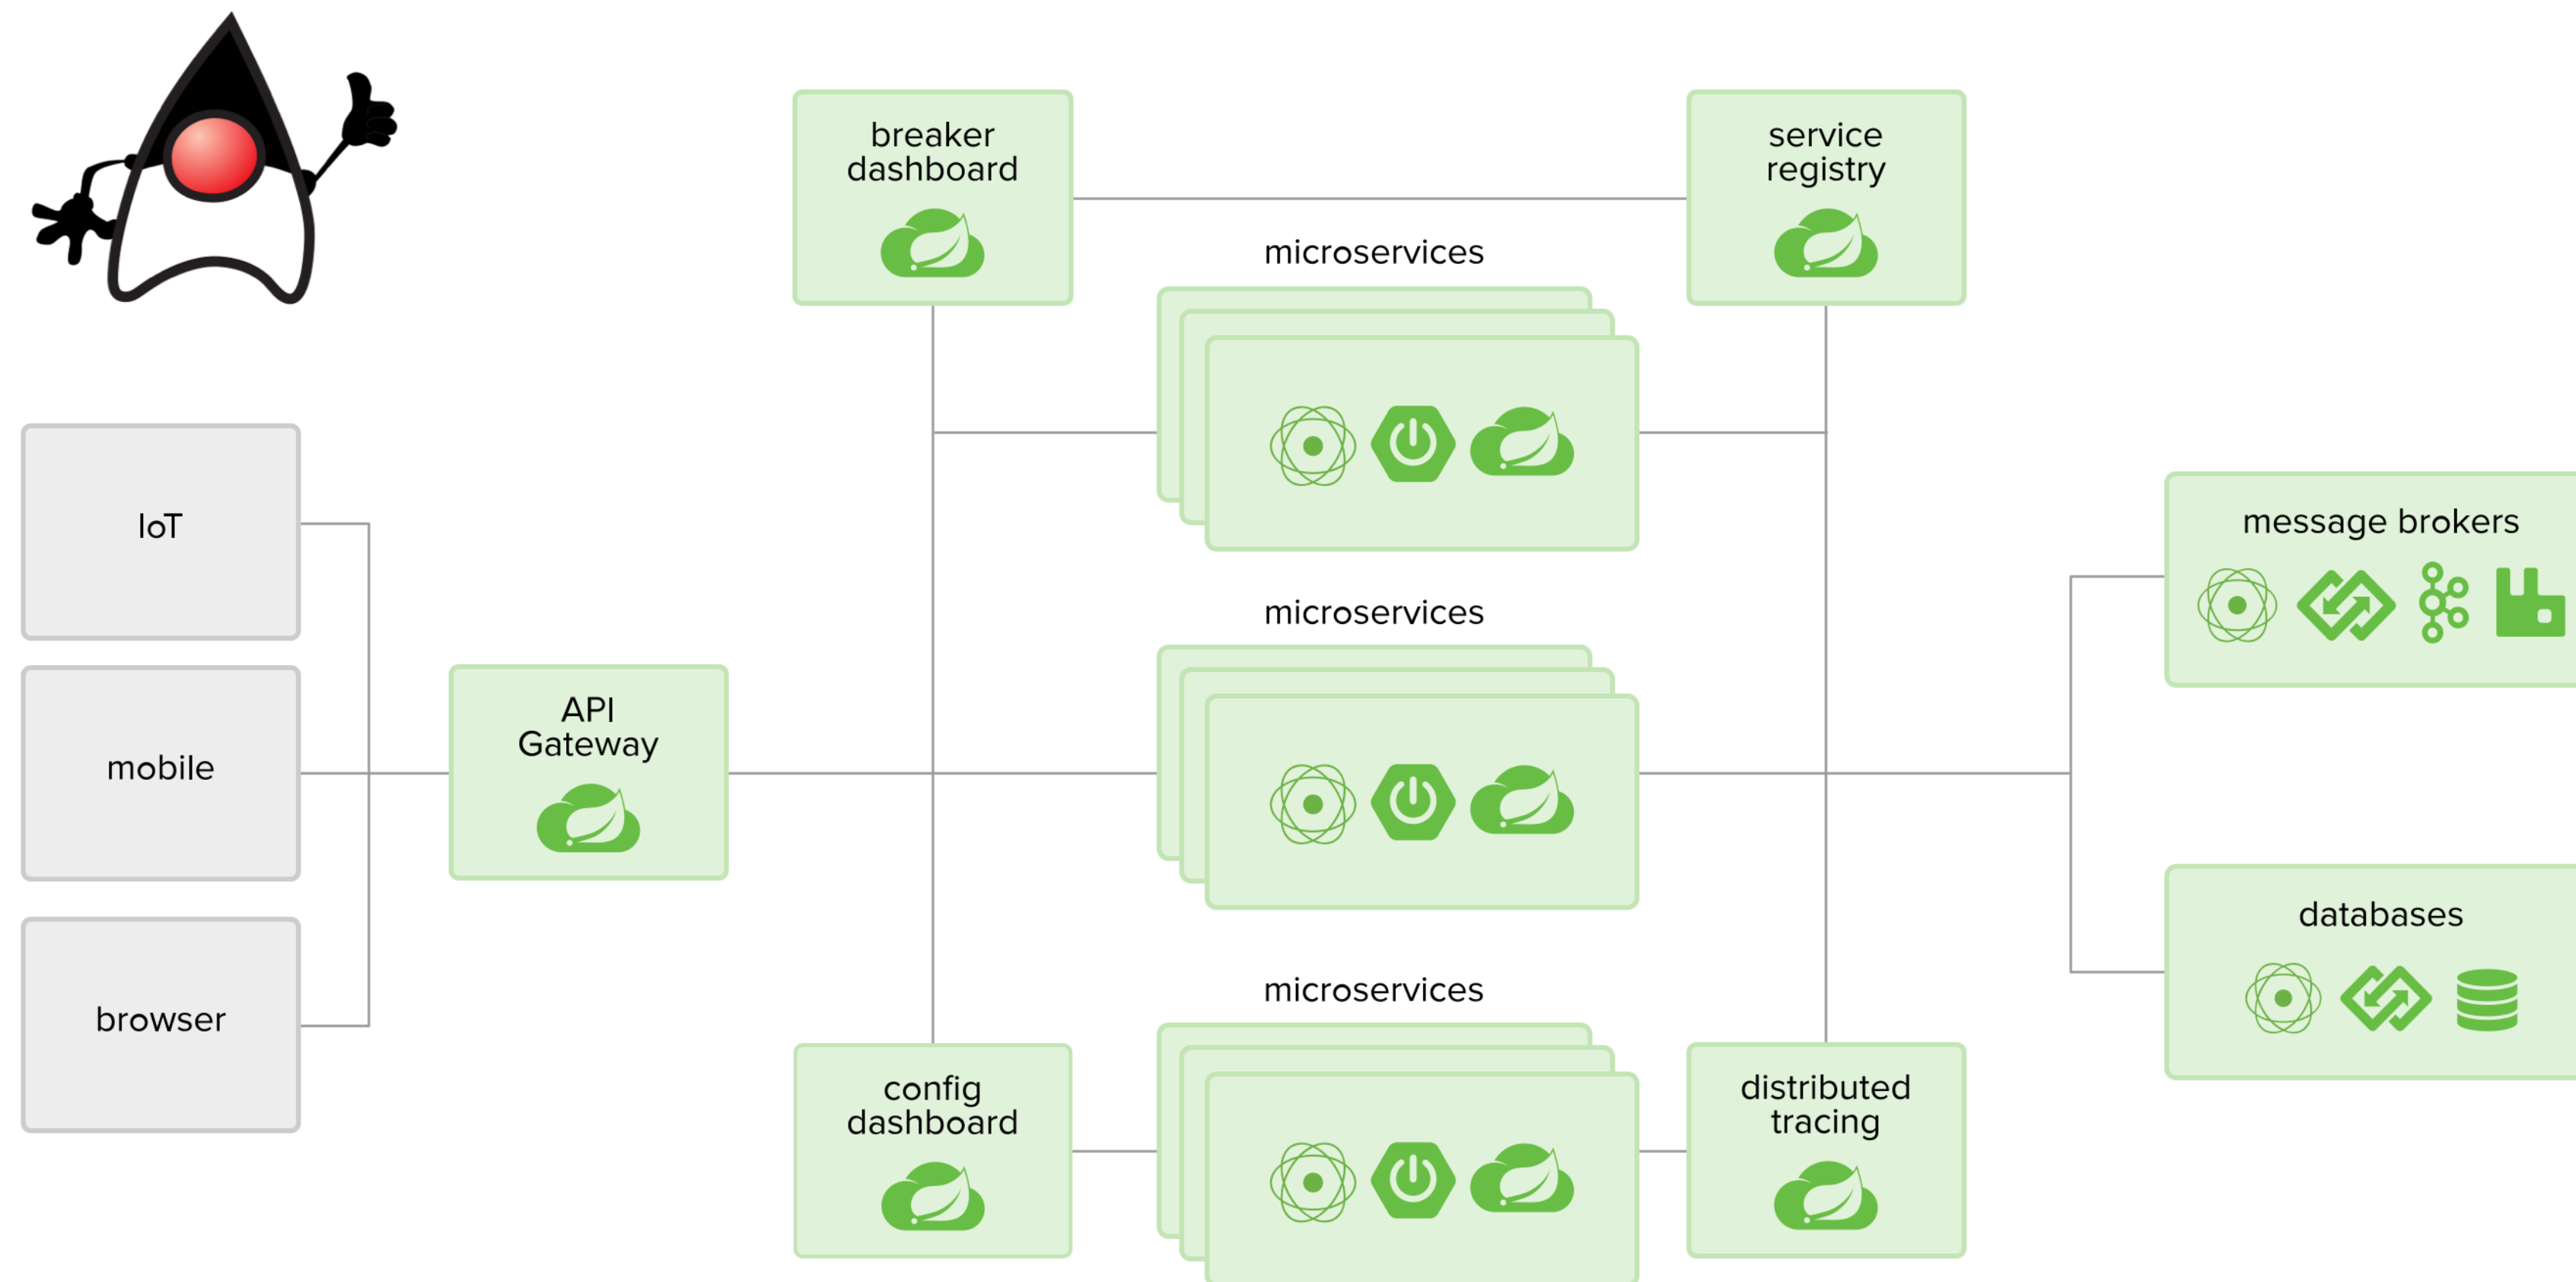 breaker
dashboard
service
registry
microservices
IoT
message brokers
microservices
mobile
API
Gateway
databases
browser
microservices
config
dashboard
distributed
tracing